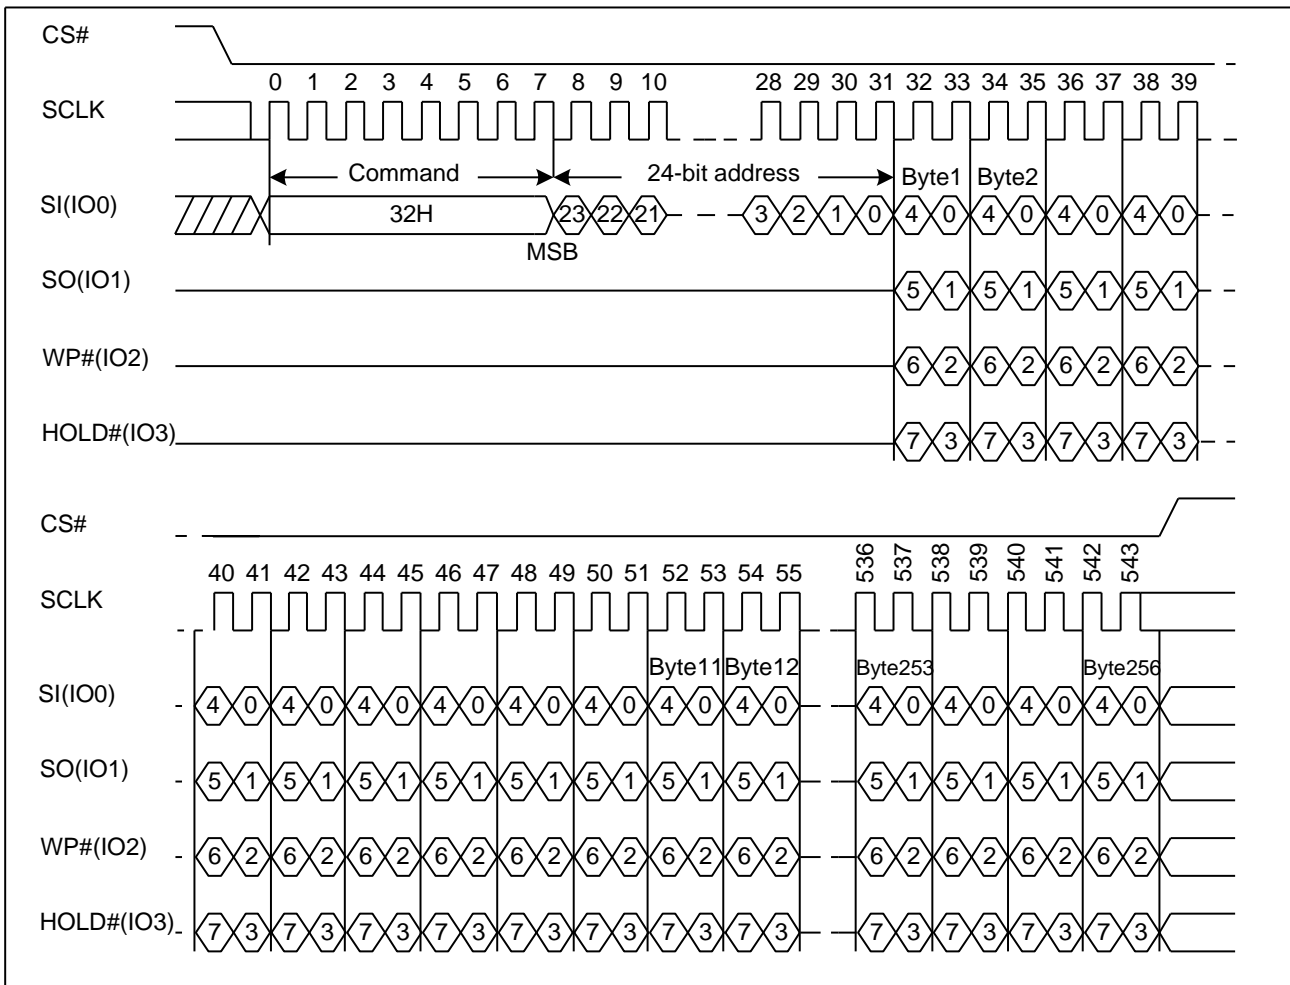 CS#
0 1 2 3 4 5 6 7 8 9 10 28 29 30 31 32 33 34 35 36 37 38 39
SCLK
Command 24-bit address Byte1 Byte2
SI(IO0) 32H 23 22 21 3 2 1 0 4 0 4 0 4 0 4 0
MSB
SO(IO1) 5 1 5 1 5 1 5 1
WP#(IO2) 6 2 6 2 6 2 6 2
HOLD#(IO3) 7 3 7 3 7 3 7 3
CS#
40 41 42 43 44 45 46 47 48 49 50 51 52 53 54 55 536 537 538 539 540 541 542 543
SCLK
Byte11 Byte12 Byte253 Byte256
SI(IO0) 4 0 4 0 4 0 4 0 4 0 4 0 4 0 4 0 4 0 4 0 4 0 4 0
SO(IO1) 5 1 5 1 5 1 5 1 5 1 5 1 5 1 5 1 5 1 5 1 5 1 5 1
WP#(IO2) 6 2 6 2 6 2 6 2 6 2 6 2 6 2 6 2 6 2 6 2 6 2 6 2
HOLD#(IO3) 7 3 7 3 7 3 7 3 7 3 7 3 7 3 7 3 7 3 7 3 7 3 7 3